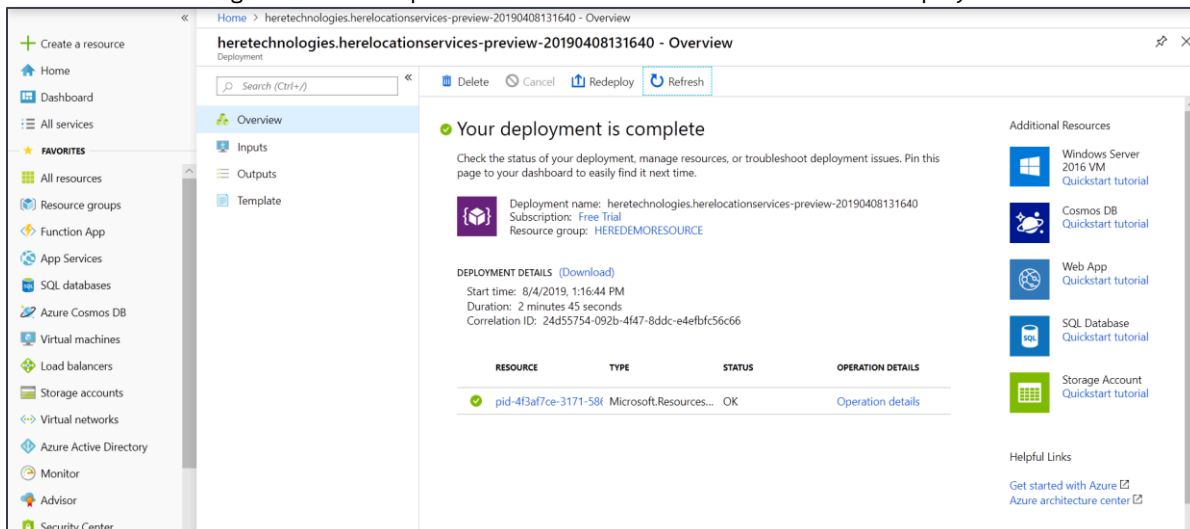 Home > heretechnologies.herelocationservices-preview-20190408131640 - Overview
heretechnologies.herelocationservices-preview-20190408131640 - Overview
Deployment
Create a resource
Home
Dashboard
All services
FAVORITES
All resources
Resource groups
Function App
App Services
SQL databases
Azure Cosmos DB
Virtual machines
Load balancers
Storage accounts
Virtual networks
Azure Active Directory
Monitor
Advisor
Security Center
Search (Ctrl+/)
Overview
Inputs
Outputs
Template
Delete Cancel Redeploy Refresh
Your deployment is complete
Check the status of your deployment, manage resources, or troubleshoot deployment issues. Pin this
page to your dashboard to easily find it next time.
Deployment name: heretechnologies.herelocationservices-preview-20190408131640
Subscription: Free Trial
Resource group: HEREDEMORESOURCE
DEPLOYMENT DETAILS (Download)
Start time: 8/4/2019, 1:16:44 PM
Duration: 2 minutes 45 seconds
Correlation ID: 24d55754-092b-4f47-8ddc-e4efbfc56c66
RESOURCE TYPE STATUS OPERATION DETAILS
pid-4f3af7ce-3171-58( Microsoft.Resources... OK Operation details
Additional Resources
Windows Server
2016 VM
Quickstart tutorial
Cosmos DB
Quickstart tutorial
Web App
Quickstart tutorial
SQL
SQL Database
Quickstart tutorial
Storage Account
Quickstart tutorial
Helpful Links
Get started with Azure
Azure architecture center